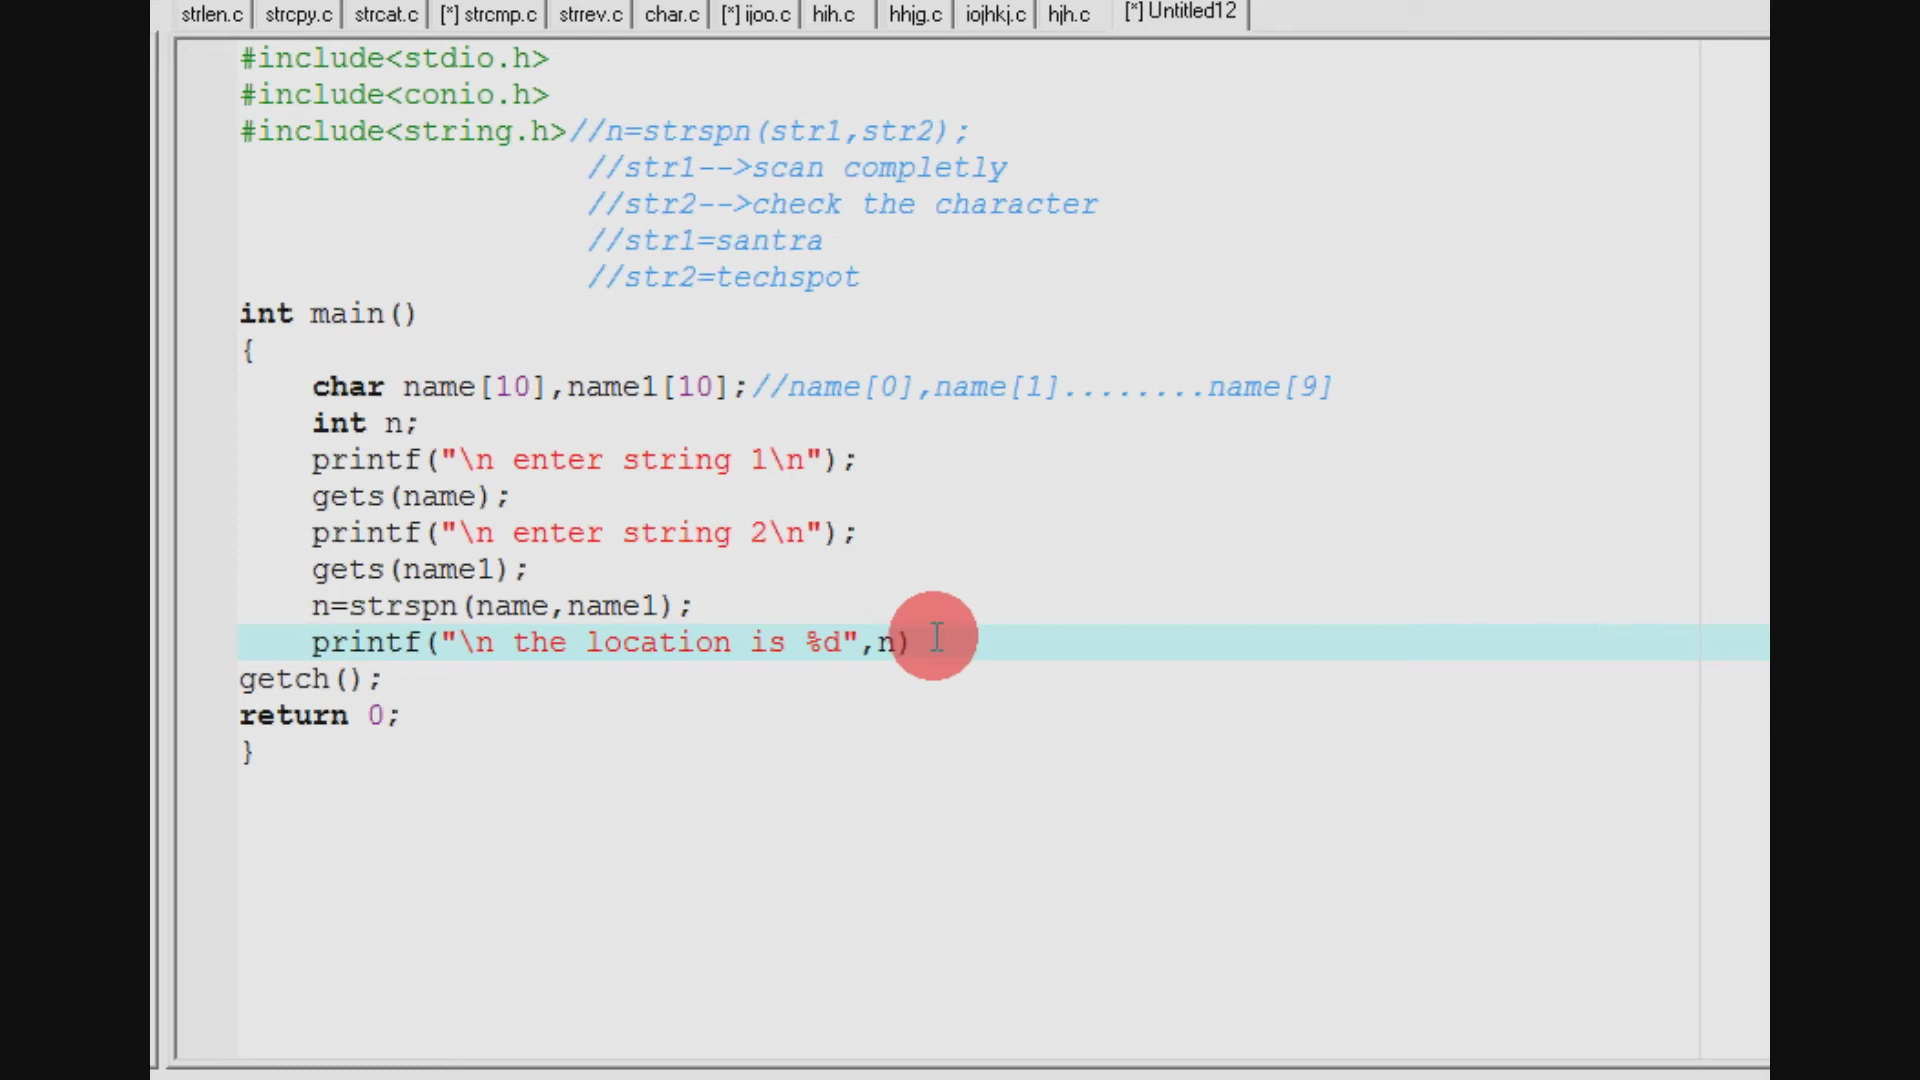 strlen.c strcpy.c strcat.c [*] strcmp.c strrev.c char.c [*] ijoo.c hih.c hhjg.c iojhkj.c hjh.c [*] Untitled12
#include<stdio.h>
#include<conio.h>
#include<string.h>//n=strspn(str1,str2);
//str1-->scan completly
//str2-->check the character
//str1=santra
//str2=techspot
int main()
{
char name[10],name1[10];//name[0],name[1]........name[9]
int n;
printf("\n enter string 1\n");
gets(name);
printf("\n enter string 2\n");
gets(name1);
n=strspn(name,name1);
printf("\n the location is %d",n)
getch();
return 0;
}